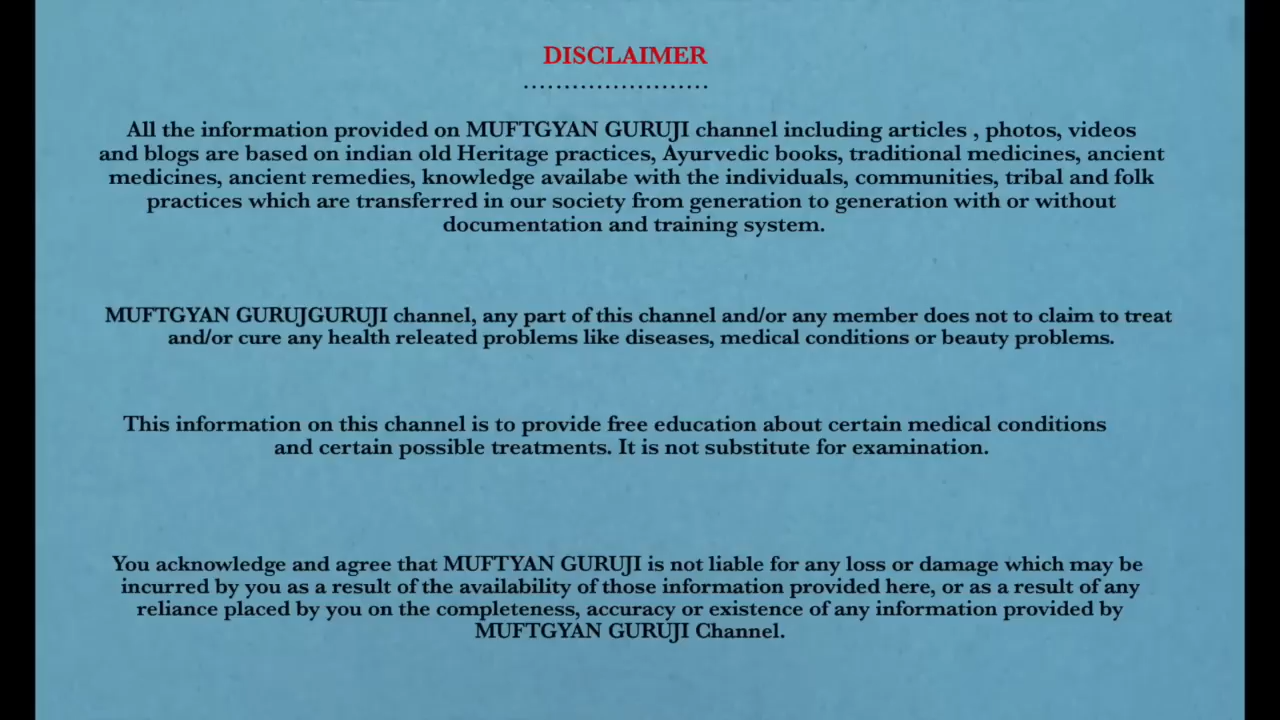 DISCLAIMER
.......................
All the information provided on MUFTGYAN GURUJI channel including articles , photos, videos
and blogs are based on indian old Heritage practices, Ayurvedic books, traditional medicines, ancient
medicines, ancient remedies, knowledge availabe with the individuals, communities, tribal and folk
practices which are transferred in our society from generation to generation with or without
documentation and training system.
MUFTGYAN GURUJGURUJI channel, any part of this channel and/or any member does not to claim to treat
and/or cure any health releated problems like diseases, medical conditions or beauty problems.
This information on this channel is to provide free education about certain medical conditions
and certain possible treatments. It is not substitute for examination.
You acknowledge and agree that MUFTYAN GURUJI is not liable for any loss or damage which may be
incurred by you as a result of the availability of those information provided here, or as a result of any
reliance placed by you on the completeness, accuracy or existence of any information provided by
MUFTGYAN GURUJI Channel.